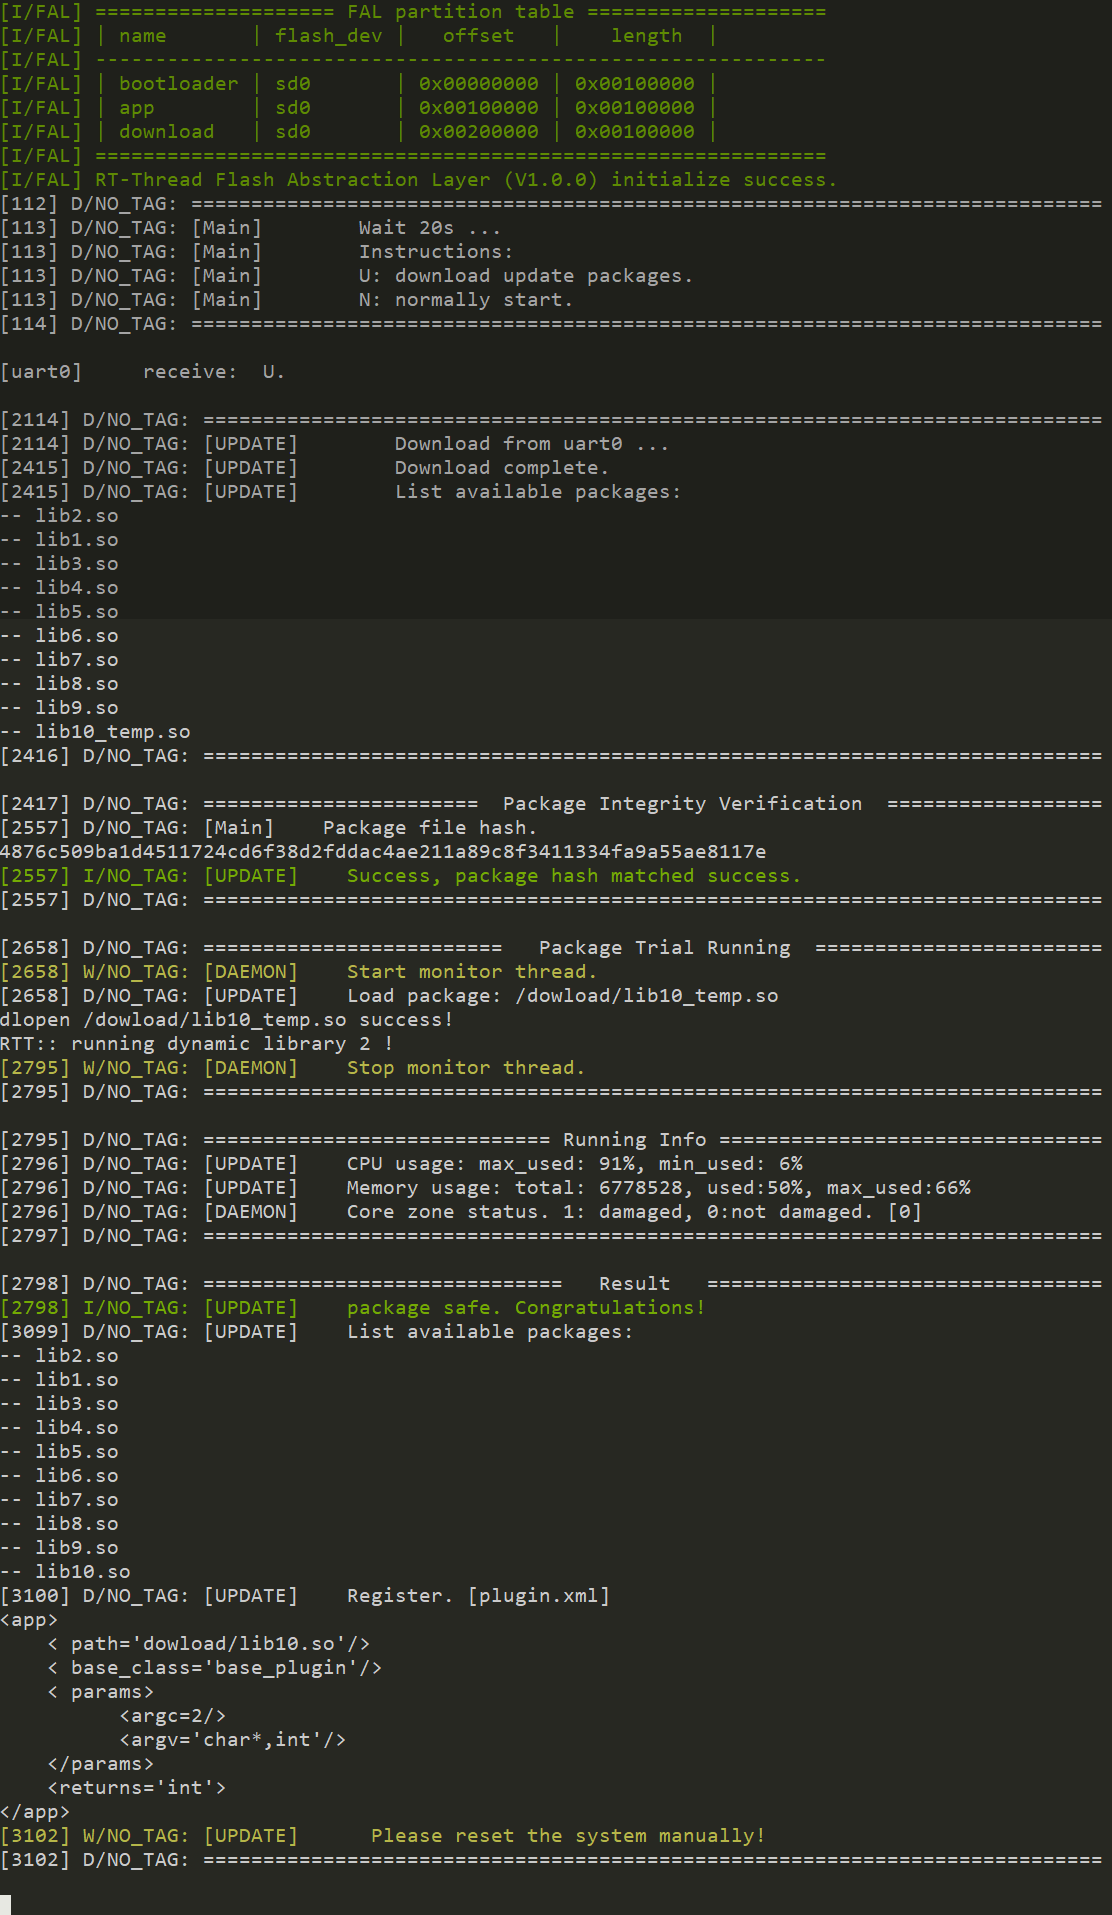 [I/FAL] ==================== FAL partition table ====================
[I/FAL] | name       | flash_dev |   offset   |    length  |
[I/FAL] -------------------------------------------------------------
[I/FAL] | bootloader | sd0       | 0x00000000 | 0x00100000 |
[I/FAL] | app        | sd0       | 0x00100000 | 0x00100000 |
[I/FAL] | download   | sd0       | 0x00200000 | 0x00100000 |
[I/FAL] =============================================================
[I/FAL] RT-Thread Flash Abstraction Layer (V1.0.0) initialize success.
[112] D/NO_TAG: ============================================================================
[113] D/NO_TAG: [Main]        Wait 20s ...
[113] D/NO_TAG: [Main]        Instructions:
[113] D/NO_TAG: [Main]        U: download update packages.
[113] D/NO_TAG: [Main]        N: normally start.
[114] D/NO_TAG: ============================================================================
[uart0]     receive:  U.
[2114] D/NO_TAG: ===========================================================================
[2114] D/NO_TAG: [UPDATE]        Download from uart0 ...
[2415] D/NO_TAG: [UPDATE]        Download complete.
[2415] D/NO_TAG: [UPDATE]        List available packages:
-- lib2.so
-- lib1.so
-- lib3.so
-- lib4.so
-- lib5.so
-- lib6.so
-- lib7.so
-- lib8.so
-- lib9.so
-- lib10_temp.so
[2416] D/NO_TAG: ===========================================================================
[2417] D/NO_TAG: =======================  Package Integrity Verification  ==================
[2557] D/NO_TAG: [Main]    Package file hash.
4876c509ba1d4511724cd6f38d2fddac4ae211a89c8f3411334fa9a55ae8117e
[2557] I/NO_TAG: [UPDATE]    Success, package hash matched success.
[2557] D/NO_TAG: ===========================================================================
[2658] D/NO_TAG: =========================   Package Trial Running  ========================
[2658] W/NO_TAG: [DAEMON]    Start monitor thread.
[2658] D/NO_TAG: [UPDATE]    Load package: /dowload/lib10_temp.so
dlopen /dowload/lib10_temp.so success!
RTT:: running dynamic library 2 !
[2795] W/NO_TAG: [DAEMON]    Stop monitor thread.
[2795] D/NO_TAG: ===========================================================================
[2795] D/NO_TAG: ============================= Running Info ================================
[2796] D/NO_TAG: [UPDATE]    CPU usage: max_used: 91%, min_used: 6%
[2796] D/NO_TAG: [UPDATE]    Memory usage: total: 6778528, used:50%, max_used:66%
[2796] D/NO_TAG: [DAEMON]    Core zone status. 1: damaged, 0:not damaged. [0]
[2797] D/NO_TAG: ===========================================================================
[2798] D/NO_TAG: ==============================   Result   =================================
[2798] I/NO_TAG: [UPDATE]    package safe. Congratulations!
[3099] D/NO_TAG: [UPDATE]    List available packages:
-- lib2.so
-- lib1.so
-- lib3.so
-- lib4.so
-- lib5.so
-- lib6.so
-- lib7.so
-- lib8.so
-- lib9.so
-- lib10.so
[3100] D/NO_TAG: [UPDATE]    Register. [plugin.xml]
<app>
    < path='dowload/lib10.so'/>
    < base_class='base_plugin'/>
    < params>
          <argc=2/>
          <argv='char*,int'/>
    </params>
    <returns='int'>
</app>
[3102] W/NO_TAG: [UPDATE]      Please reset the system manually!
[3102] D/NO_TAG: ===========================================================================